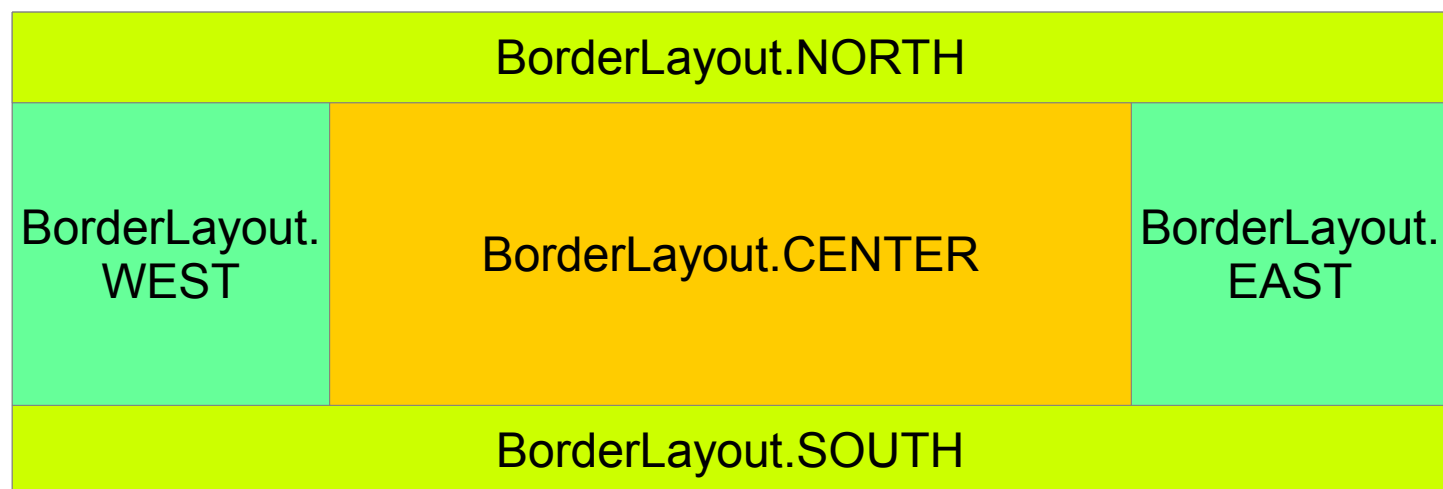 BorderLayout.NORTH
BorderLayout.
WEST
BorderLayout.CENTER
BorderLayout.
EAST
BorderLayout.SOUTH